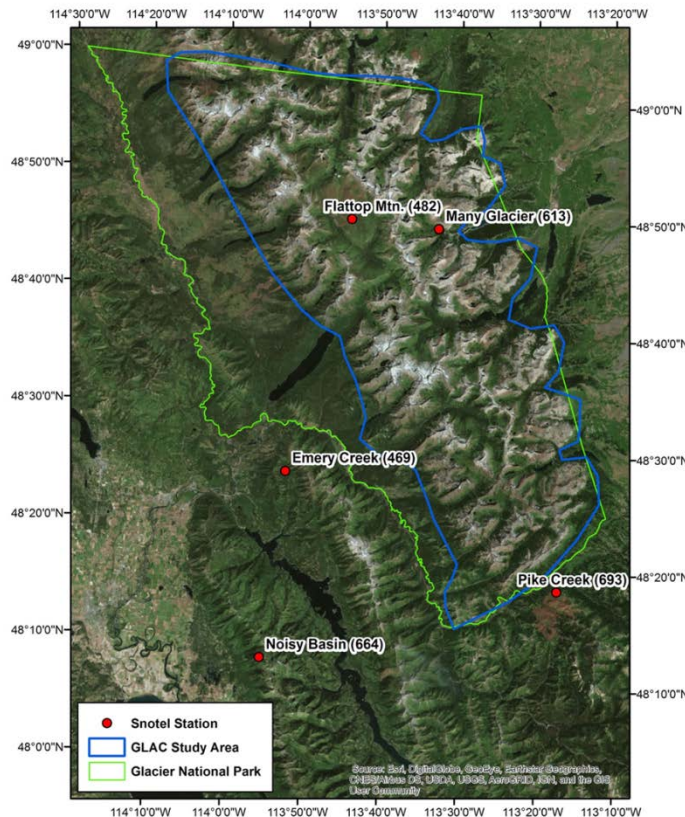 114°30'0"W 114°20'0"W 114°10'0"W 114°0'0"W 113°50'0"W 113°40'0"W 113°30'0"W 113°20'0"W
49°0'0"N
49°0'0"N
48°50'0"N
Flattop Mtn. (482)
Many Glacier (613)
48°50'0"N
48°40'0"N
48°40'0"N
48°30'0"N
Emery Creek (469)
48°30'0"N
48°20'0"N
Pike Creek (693)
48°20'0"N
48°10'0"N
Noisy Basin (664)
48°10'0"N
Snotel Station
GLAC Study Area
48°0'0"N
Glacier National Park
Source: Esri, DigitalGlobe, GeoEye, Earthstar Geographics,
CNES/Airbus DS, USDA, USGS, AeroGRID, IGN, and the GIS
User Community
114°10'0"W 114°0'0"W 113°50'0"W 113°40'0"W 113°30'0"W 113°20'0"W 113°10'0"W